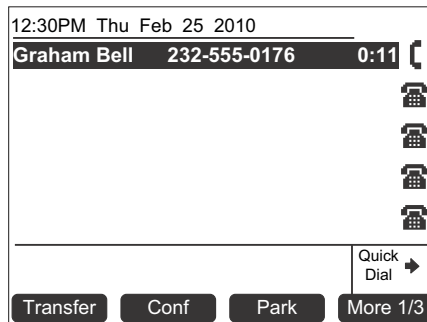 12:30PM Thu Feb 25 2010
Graham Bell 232-555-0176 0:11
Quick
Dial
Transfer Conf Park More 1/3